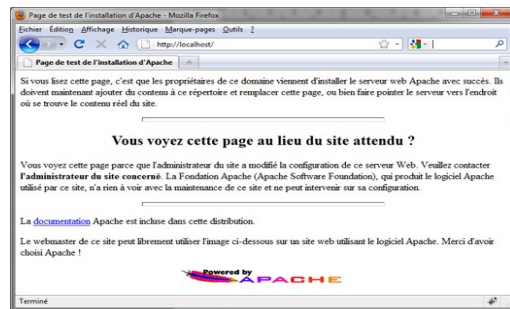 Page de test de l'installation d'Apache - Mozilla Firefox
Fichier Édition Affichage Historique Marque-pages Outils ?
http://localhost/
Page de test de l'installation d'Apache
Si vous lisez cette page, c'est que les propriétaires de ce domaine viennent d'installer le serveur web Apache avec succès. Ils
doivent maintenant ajouter du contenu à ce répertoire et remplacer cette page, ou bien faire pointer le serveur vers l'endroit
où se trouve le contenu réel du site.
Vous voyez cette page au lieu du site attendu ?
Vous voyez cette page parce que l'administrateur du site a modifié la configuration de ce serveur Web. Veuillez contacter
l'administrateur du site concerné. La Fondation Apache (Apache Software Foundation), qui produit le logiciel Apache
utilisé par ce site, n'a rien à voir avec la maintenance de ce site et ne peut intervenir sur sa configuration.
La documentation Apache est incluse dans cette distribution.
Le webmaster de ce site peut librement utiliser l'image ci-dessous sur un site web utilisant le logiciel Apache. Merci d'avoir
choisi Apache !
Powered by
APACHE
Terminé